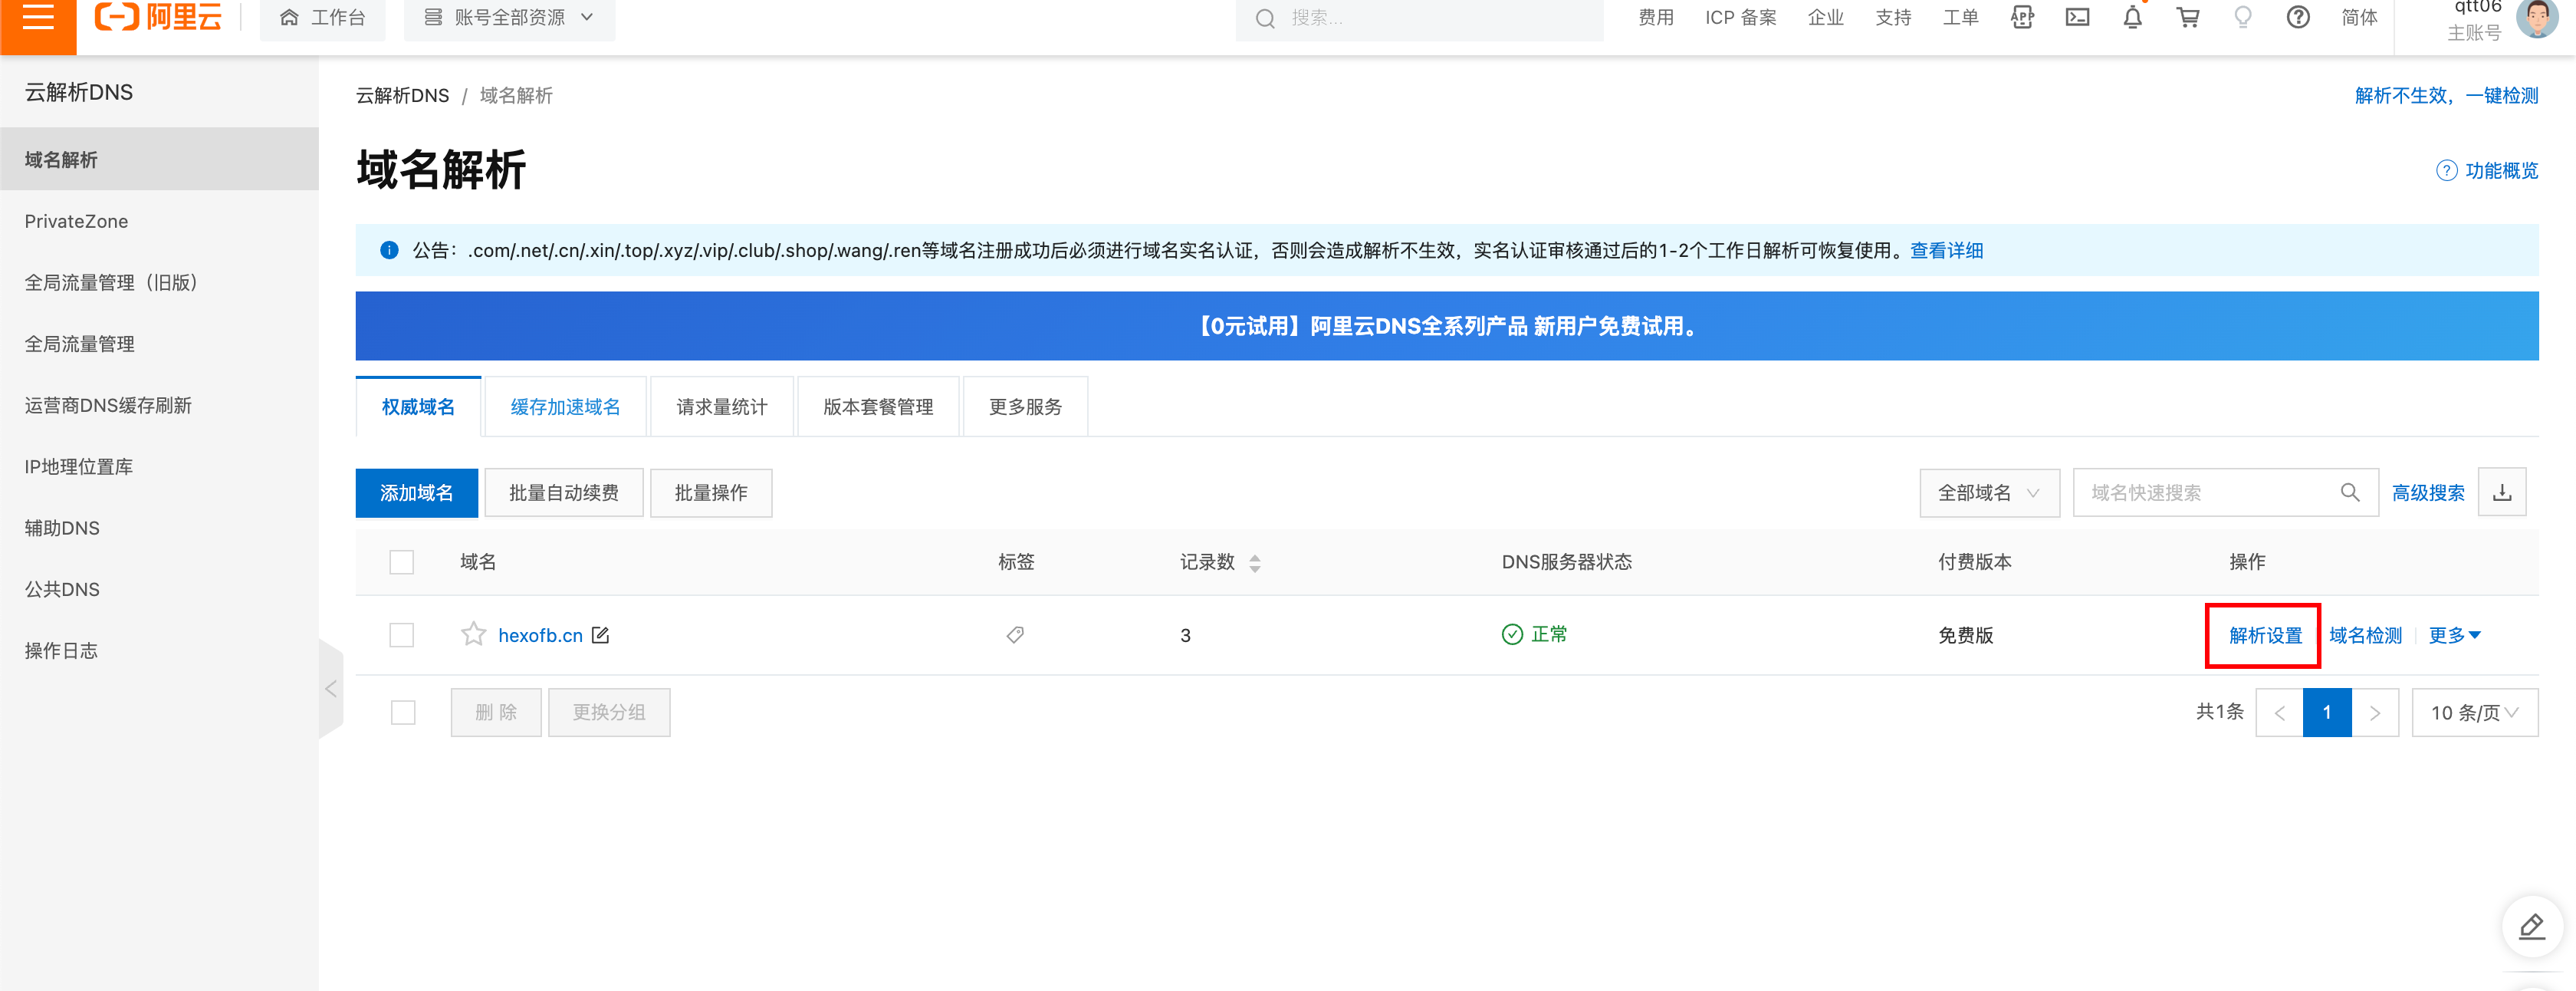 阿里云
工作台
账号全部资源
搜索...
费用
ICP 备案
企业
支持
工单
APP
简体
qtt06
主账号
云解析DNS
域名解析
PrivateZone
全局流量管理（旧版）
全局流量管理
运营商DNS缓存刷新
IP地理位置库
辅助DNS
公共DNS
操作日志
云解析DNS / 域名解析
解析不生效，一键检测
域名解析
功能概览
公告：.com/.net/.cn/.xin/.top/.xyz/.vip/.club/.shop/.wang/.ren等域名注册成功后必须进行域名实名认证，否则会造成解析不生效，实名认证审核通过后的1-2个工作日解析可恢复使用。查看详细
【0元试用】阿里云DNS全系列产品 新用户免费试用。
权威域名
缓存加速域名
请求量统计
版本套餐管理
更多服务
添加域名
批量自动续费
批量操作
全部域名
域名快速搜索
高级搜索
域名 标签 记录数 DNS服务器状态 付费版本 操作
hexofb.cn 3 正常 免费版 解析设置 域名检测 更多
删 除
更换分组
共1条
1
10 条/页